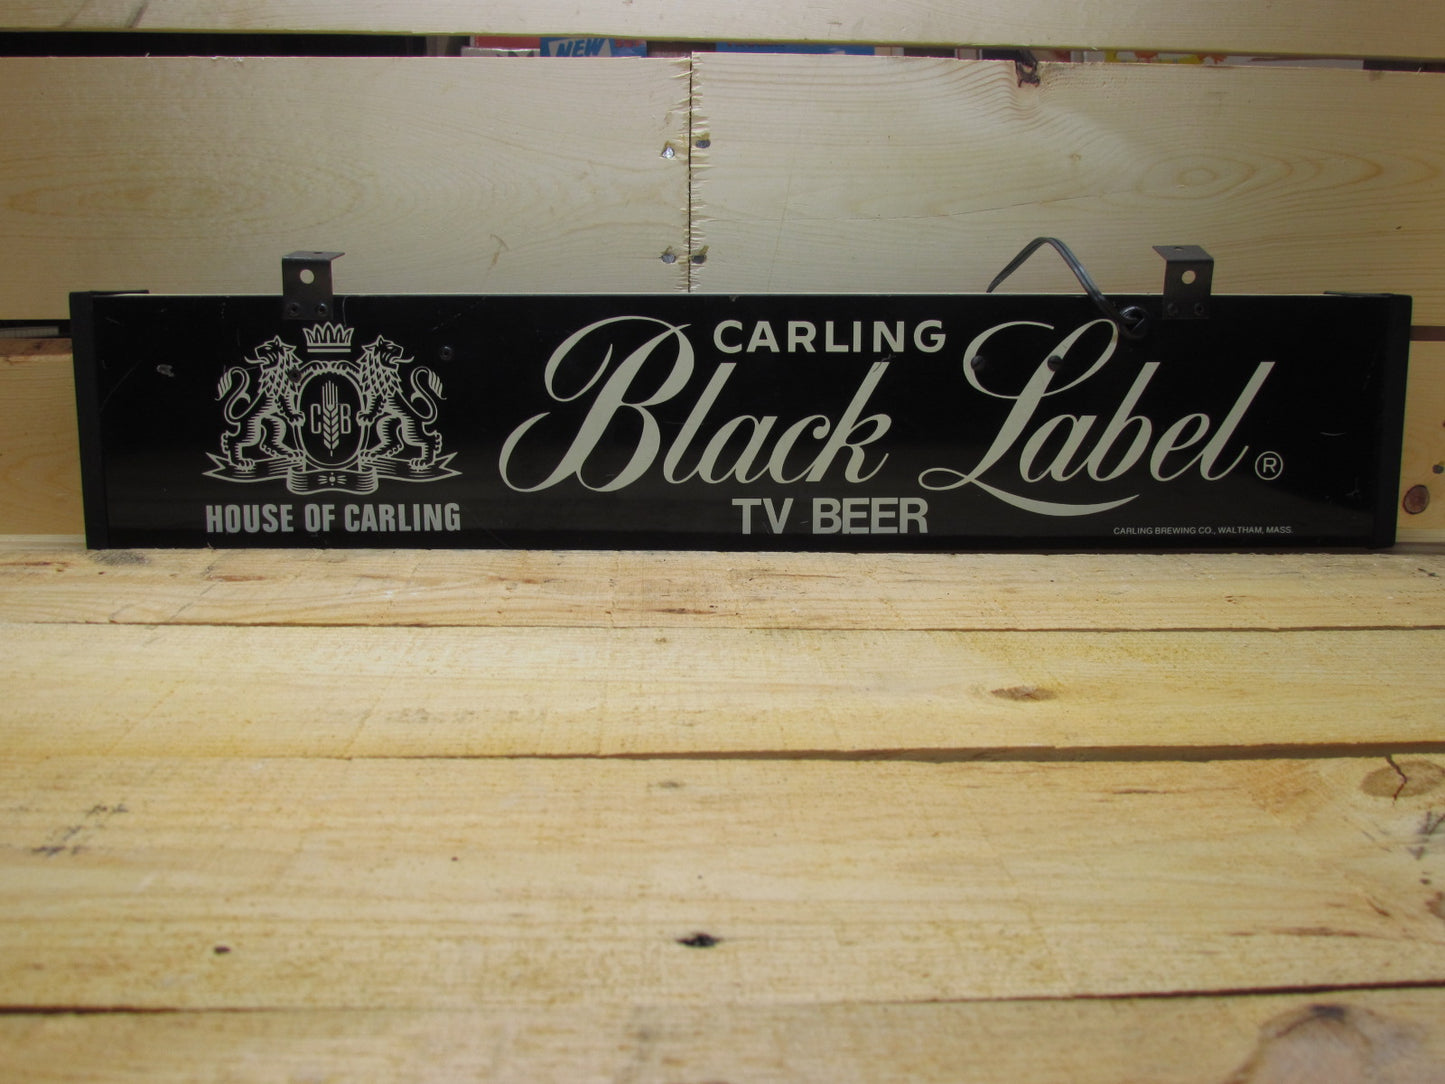 NEW
CARLING
Black Label ®
TV BEER
C B
HOUSE OF CARLING
CARLING BREWING CO., WALTHAM, MASS.